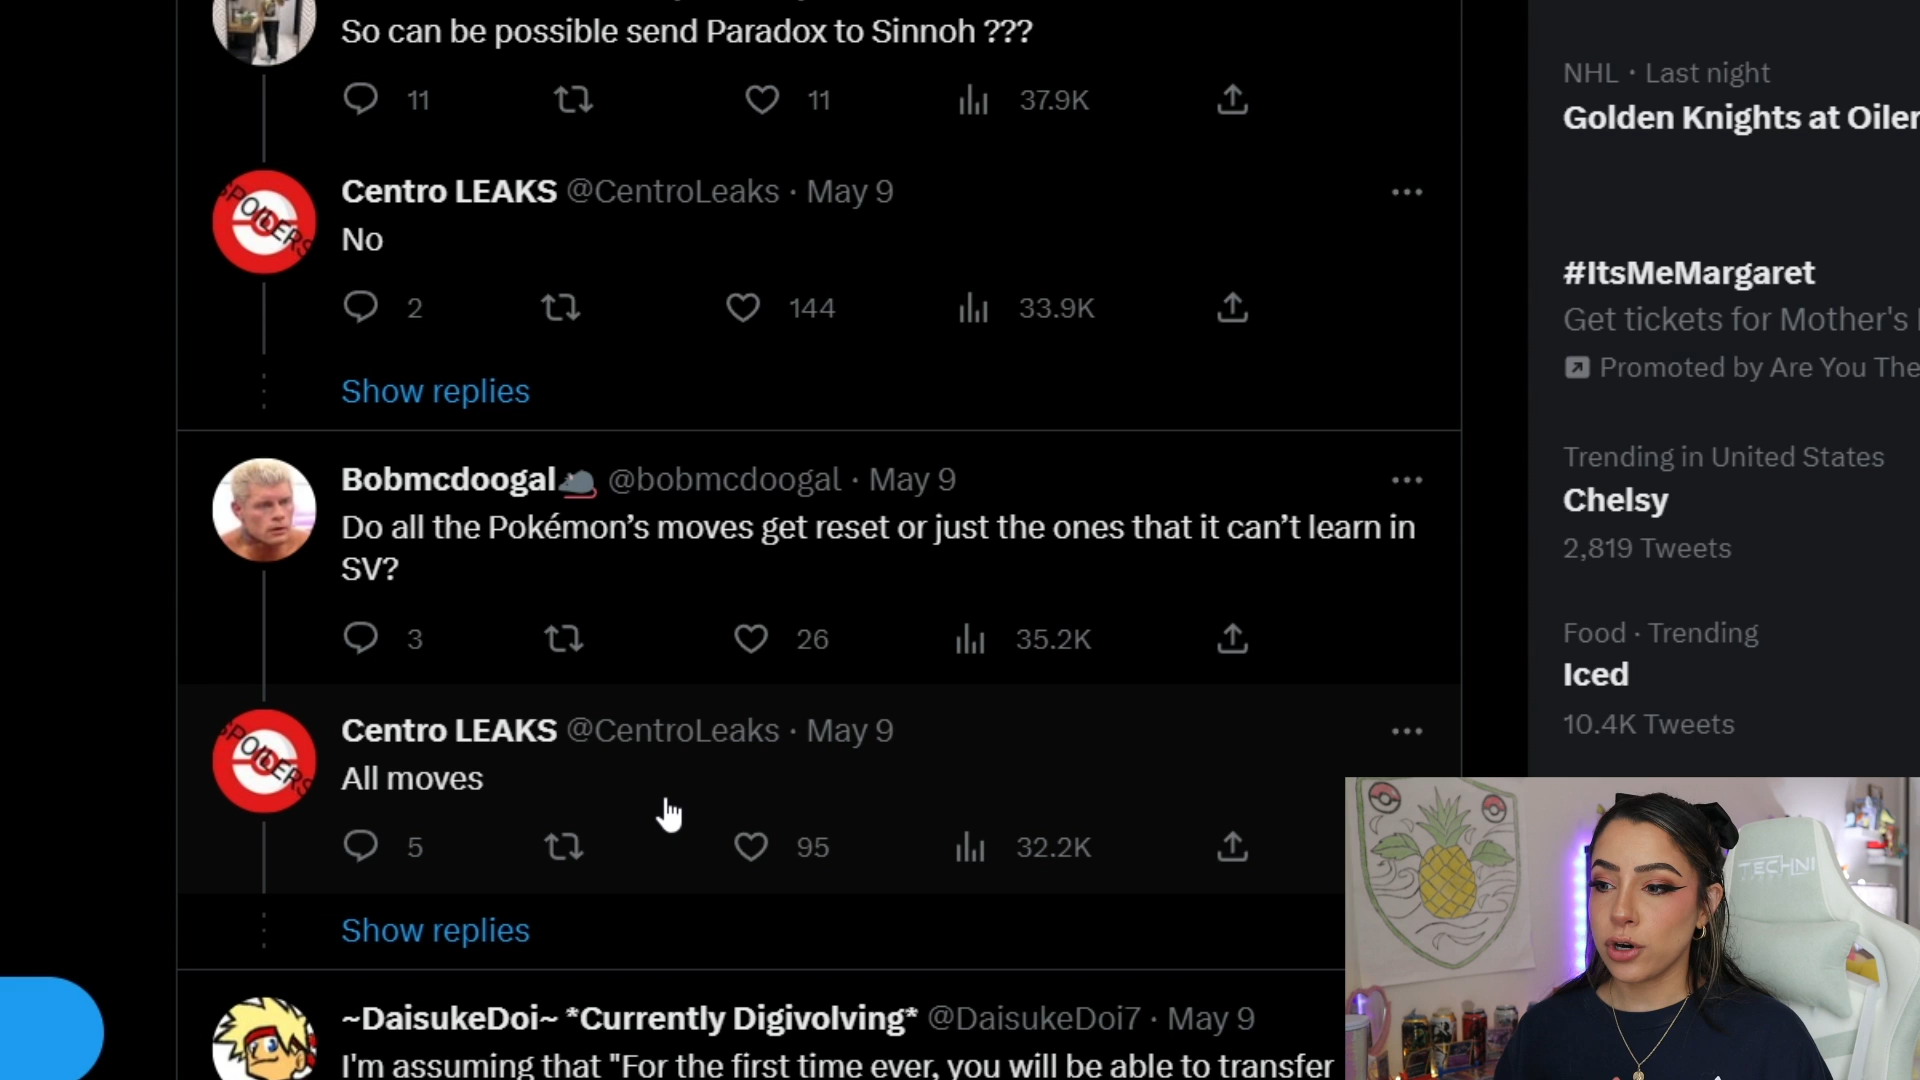 So can be possible send Paradox to Sinnoh ???
11 11 37.9K
Centro LEAKS @CentroLeaks · May 9
No
2 144 33.9K
Show replies
Bobmcdoogal @bobmcdoogal · May 9
Do all the Pokémon’s moves get reset or just the ones that it can’t learn in
SV?
3 26 35.2K
Centro LEAKS @CentroLeaks · May 9
All moves
5 95 32.2K
Show replies
~DaisukeDoi~ *Currently Digivolving* @DaisukeDoi7 · May 9
I'm assuming that "For the first time ever, you will be able to transfer
SPOILERS
SPOILERS
NHL · Last night
Golden Knights at Oiler
#ItsMeMargaret
Get tickets for Mother's
Promoted by Are You The
Trending in United States
Chelsy
2,819 Tweets
Food · Trending
Iced
10.4K Tweets
TECHNI